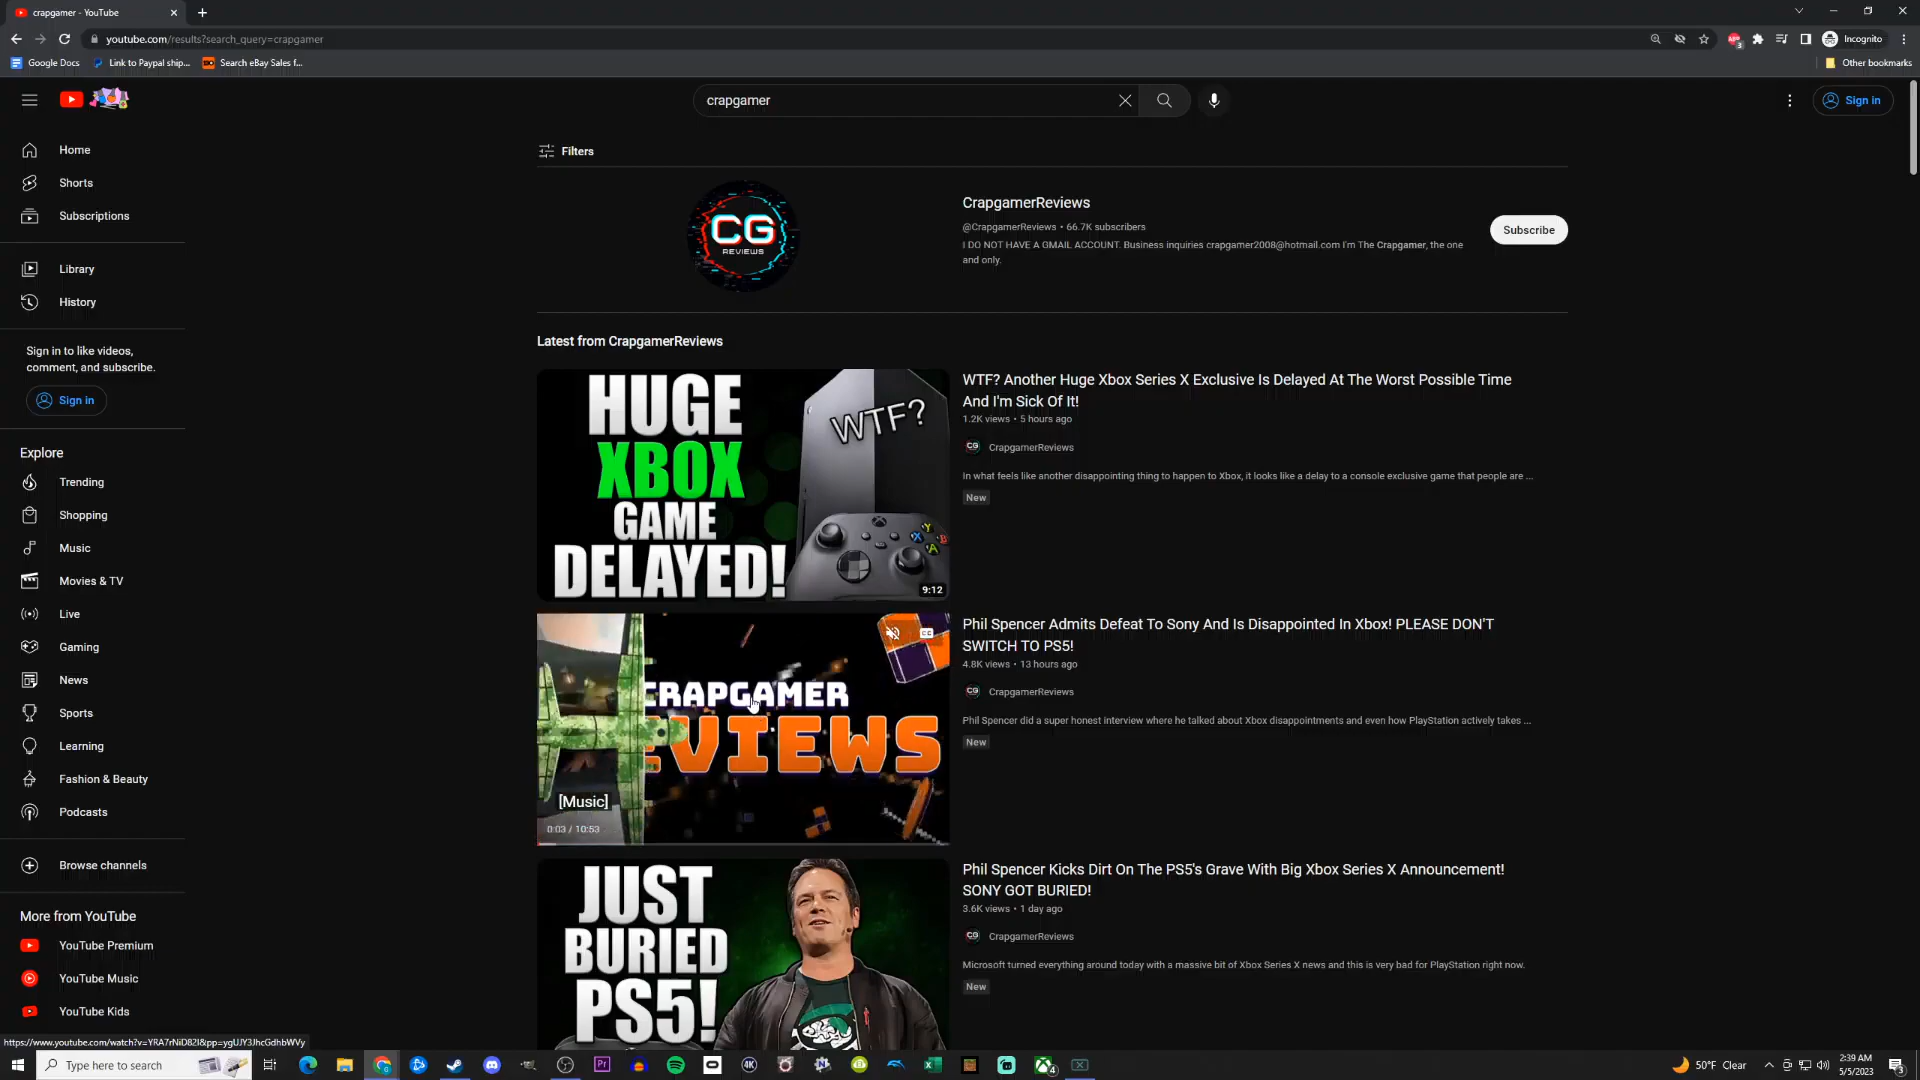 crapgamer - YouTube
youtube.com/results?search_query=crapgamer
Incognito
Google Docs
Link to Paypal ship...
Search eBay Sales f...
Other bookmarks
crapgamer
Sign in
Home
Shorts
Subscriptions
Library
History
Sign in to like videos,
comment, and subscribe.
Sign in
Explore
Trending
Shopping
Music
Movies & TV
Live
Gaming
News
Sports
Learning
Fashion & Beauty
Podcasts
Browse channels
More from YouTube
YouTube Premium
YouTube Music
YouTube Kids
Filters
CG
REVIEWS
CrapgamerReviews
@CrapgamerReviews • 66.7K subscribers
I DO NOT HAVE A GMAIL ACCOUNT. Business inquiries crapgamer2008@hotmail.com I'm The Crapgamer, the one
and only.
Subscribe
Latest from CrapgamerReviews
HUGE
XBOX
GAME
DELAYED!
WTF?
Y
X
B
A
9:12
WTF? Another Huge Xbox Series X Exclusive Is Delayed At The Worst Possible Time
And I'm Sick Of It!
1.2K views • 5 hours ago
CG
CrapgamerReviews
In what feels like another disappointing thing to happen to Xbox, it looks like a delay to a console exclusive game that people are ...
New
CRAPGAMER
EVIEWS
[Music]
0:03 / 10:53
CC
Phil Spencer Admits Defeat To Sony And Is Disappointed In Xbox! PLEASE DON'T
SWITCH TO PS5!
4.8K views • 13 hours ago
CG
CrapgamerReviews
Phil Spencer did a super honest interview where he talked about Xbox disappointments and even how PlayStation actively takes ...
New
JUST
BURIED
PS5!
Phil Spencer Kicks Dirt On The PS5's Grave With Big Xbox Series X Announcement!
SONY GOT BURIED!
3.6K views • 1 day ago
CG
CrapgamerReviews
Microsoft turned everything around today with a massive bit of Xbox Series X news and this is very bad for PlayStation right now.
New
Type here to search
Pr
4K
4
50°F Clear
2:39 AM
5/5/2023
3